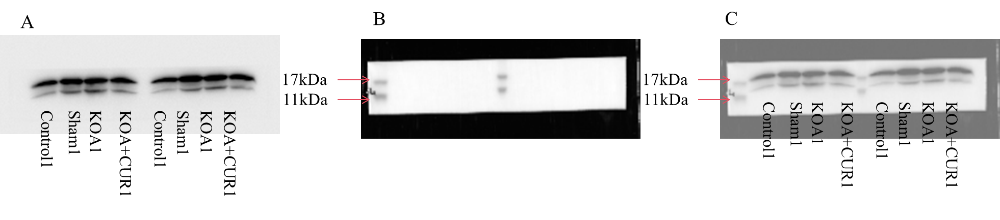 A
Control1
Sham1
KOA1
KOA+CUR1
Control1
Sham1
KOA1
KOA+CUR1
B
17kDa
11kDa
C
17kDa
11kDa
Control1
Sham1
KOA1
KOA+CUR1
Control1
Sham1
KOA1
KOA+CUR1